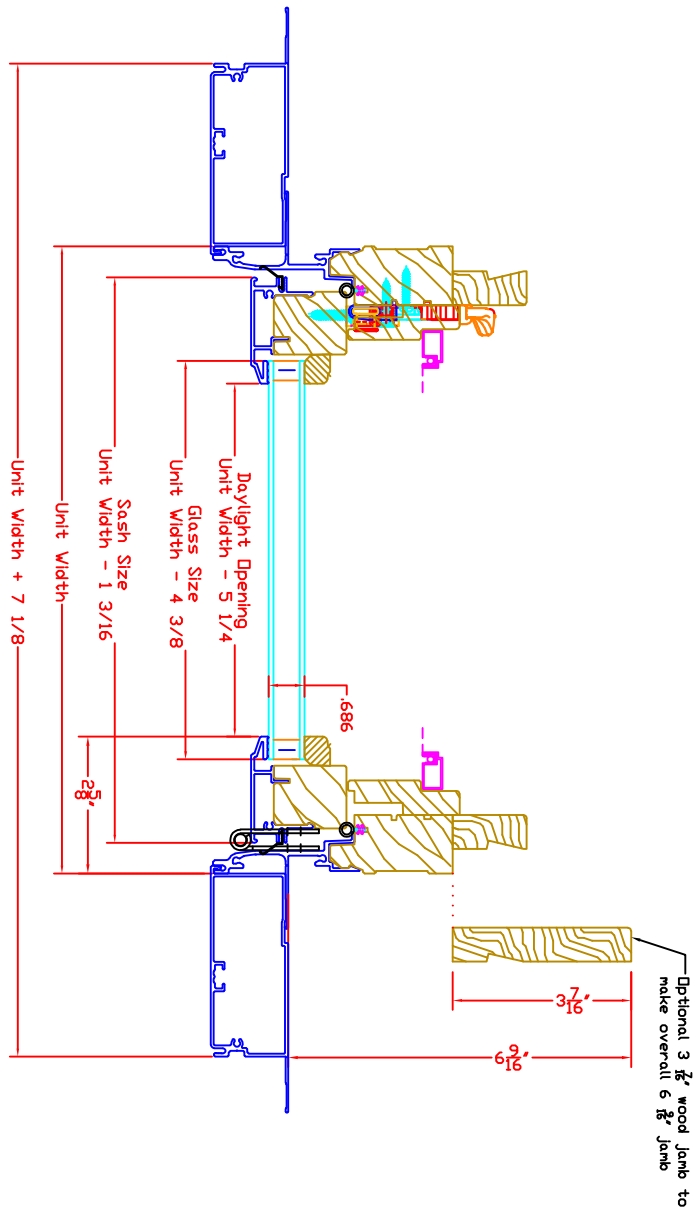 Optional 3 7/16" wood jamb to
make overall 6 9/16" jamb
3 7/16"
6 9/16"
.686
Daylight Opening
Unit Width - 5 1/4
Glass Size
Unit Width - 4 3/8
Sash Size
Unit Width - 1 3/16
Unit Width
Unit Width + 7 1/8
2 5/8"